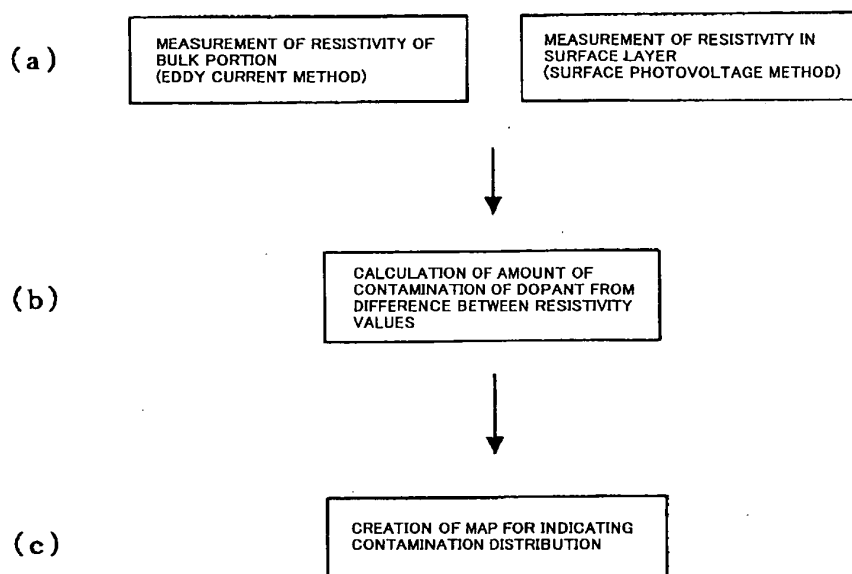 (a)
MEASUREMENT OF RESISTIVITY OF
BULK PORTION
(EDDY CURRENT METHOD)
MEASUREMENT OF RESISTIVITY IN
SURFACE LAYER
(SURFACE PHOTOVOLTAGE METHOD)
(b)
CALCULATION OF AMOUNT OF
CONTAMINATION OF DOPANT FROM
DIFFERENCE BETWEEN RESISTIVITY
VALUES
(c)
CREATION OF MAP FOR INDICATING
CONTAMINATION DISTRIBUTION